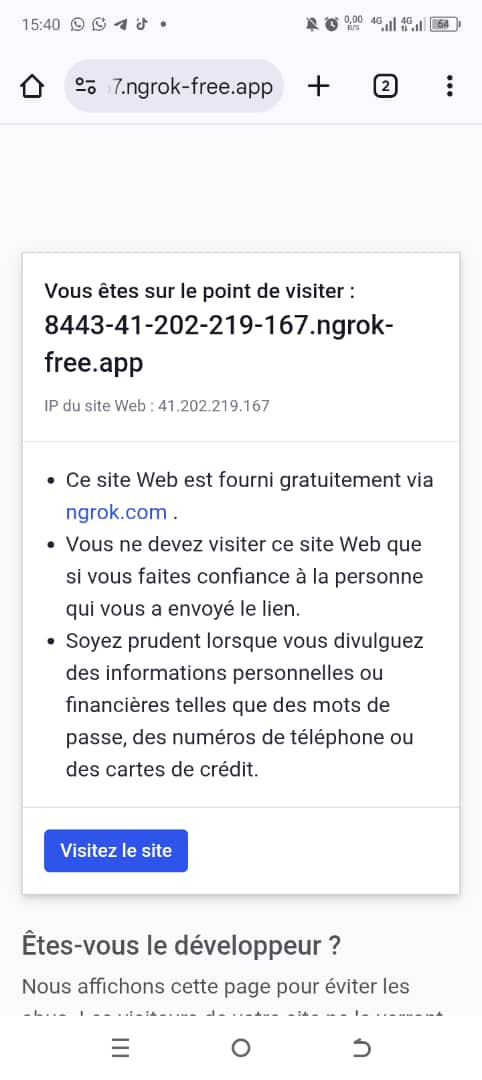 15:40
0,00
B/S
4G
4G
64
7.ngrok-free.app
2
Vous êtes sur le point de visiter :
8443-41-202-219-167.ngrok-
free.app
IP du site Web : 41.202.219.167
Ce site Web est fourni gratuitement via
ngrok.com .
Vous ne devez visiter ce site Web que
si vous faites confiance à la personne
qui vous a envoyé le lien.
Soyez prudent lorsque vous divulguez
des informations personnelles ou
financières telles que des mots de
passe, des numéros de téléphone ou
des cartes de crédit.
Visitez le site
Êtes-vous le développeur ?
Nous affichons cette page pour éviter les